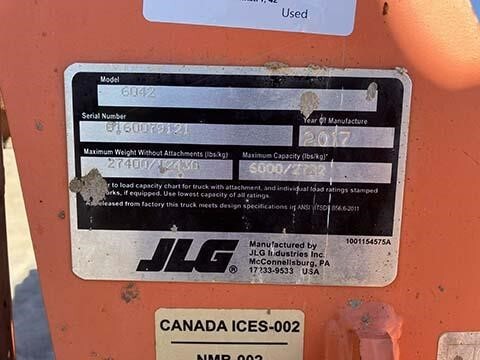 Used
Model
6042
Serial Number
Year Of Manufacture
0160079121
2017
Maximum Weight Without Attachments (lbs/kg)
Maximum Capacity (lbs/kg)*
27400/12430
6000/2722
to load capacity chart for truck with attachment, and individual load ratings stamped
if equipped. Use lowest capacity of all ratings.
As released from factory this truck meets design specifications in ANSI B56.6-2011
JLG®
Manufactured by
JLG Industries Inc.
McConnellsburg, PA
17233-9533 USA
1001154575A
CANADA ICES-002
NMB-002